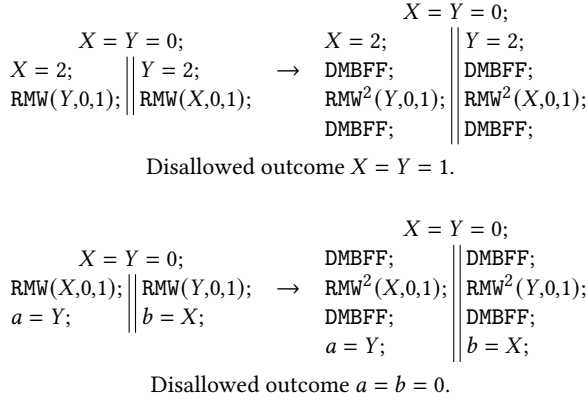 X = Y = 0;
X = 2; ‖ Y = 2;
RMW(Y,0,1); ‖ RMW(X,0,1);
→
X = Y = 0;
X = 2; ‖ Y = 2;
DMBFF; ‖ DMBFF;
RMW²(Y,0,1); ‖ RMW²(X,0,1);
DMBFF; ‖ DMBFF;
Disallowed outcome X = Y = 1.
X = Y = 0;
RMW(X,0,1); ‖ RMW(Y,0,1);
a = Y; ‖ b = X;
→
X = Y = 0;
DMBFF; ‖ DMBFF;
RMW²(X,0,1); ‖ RMW²(Y,0,1);
DMBFF; ‖ DMBFF;
a = Y; ‖ b = X;
Disallowed outcome a = b = 0.